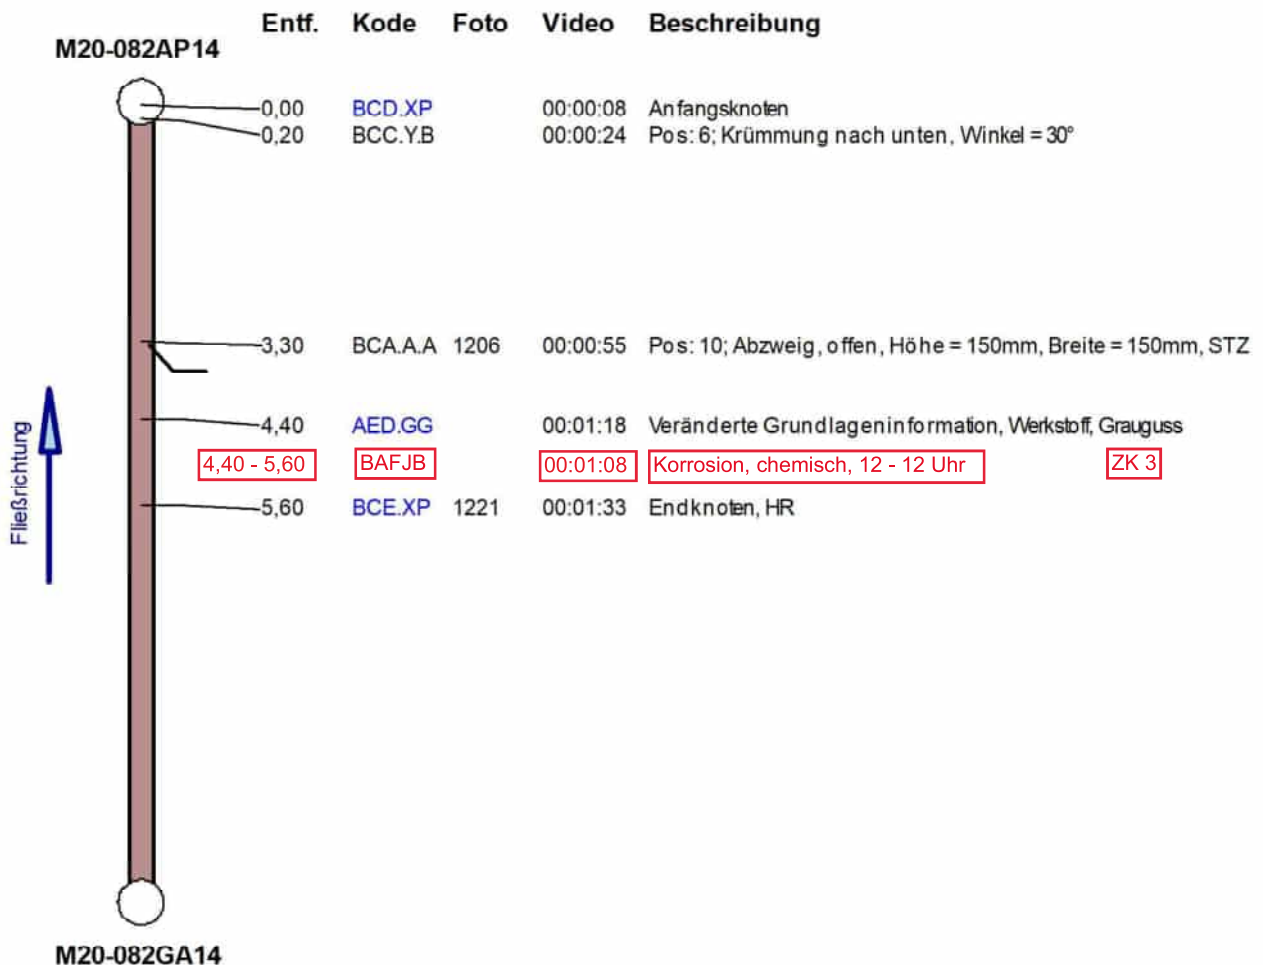 Entf. Kode Foto Video Beschreibung
M20-082AP14
0,00 BCD.XP 00:00:08 Anfangsknoten
0,20 BCC.Y.B 00:00:24 Pos: 6; Krümmung nach unten, Winkel = 30°
3,30 BCA.A.A 1206 00:00:55 Pos: 10; Abzweig, offen, Höhe = 150mm, Breite = 150mm, STZ
Fließrichtung
4,40 AED.GG 00:01:18 Veränderte Grundlageninformation, Werkstoff, Grauguss
4,40 - 5,60 BAFJB 00:01:08 Korrosion, chemisch, 12 - 12 Uhr ZK 3
5,60 BCE.XP 1221 00:01:33 Endknoten, HR
M20-082GA14